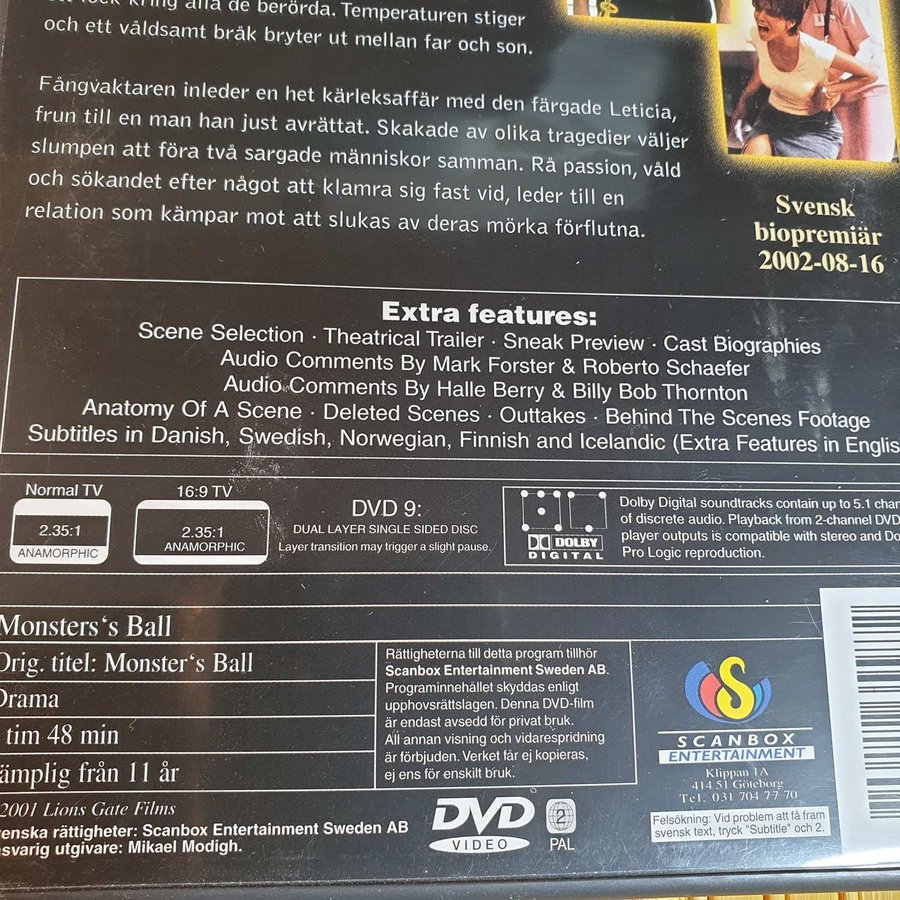 alla de berörda. Temperaturen stiger
och ett våldsamt bråk bryter ut mellan far och son.
Fångvaktaren inleder en het kärleksaffär med den färgade Leticia,
frun till en man han just avrättat. Skakade av olika tragedier väljer
slumpen att föra två sargade människor samman. Rå passion, våld
och sökandet efter något att klamra sig fast vid, leder till en
relation som kämpar mot att slukas av deras mörka förflutna.
Svensk
biopremiär
2002-08-16
Extra features:
Scene Selection · Theatrical Trailer · Sneak Preview · Cast Biographies
Audio Comments By Mark Forster & Roberto Schaefer
Audio Comments By Halle Berry & Billy Bob Thornton
Anatomy Of A Scene · Deleted Scenes · Outtakes · Behind The Scenes Footage
Subtitles in Danish, Swedish, Norwegian, Finnish and Icelandic (Extra Features in Englis
Normal TV
2.35:1
ANAMORPHIC
16:9 TV
2.35:1
ANAMORPHIC
DVD 9:
DUAL LAYER SINGLE SIDED DISC
Layer transition may trigger a slight pause.
DOLBY
DIGITAL
Dolby Digital soundtracks contain up to 5.1 chan
of discrete audio. Playback from 2-channel DVD
player outputs is compatible with stereo and Do
Pro Logic reproduction.
Monsters‘s Ball
Orig. titel: Monster‘s Ball
Drama
tim 48 min
ämplig från 11 år
2001 Lions Gate Films
venska rättigheter: Scanbox Entertainment Sweden AB
svarig utgivare: Mikael Modigh.
Rättigheterna till detta program tillhör
Scanbox Entertainment Sweden AB.
Programinnehållet skyddas enligt
upphovsrättslagen. Denna DVD-film
är endast avsedd för privat bruk.
All annan visning och vidarespridning
är förbjuden. Verket får ej kopieras,
ej ens för enskilt bruk.
DVD
VIDEO
2
PAL
S
SCANBOX
ENTERTAINMENT
Klippan 1A
414 51 Göteborg
Tel. 031 704 77 70
Felsökning: Vid problem att få fram
svensk text, tryck "Subtitle" och 2.